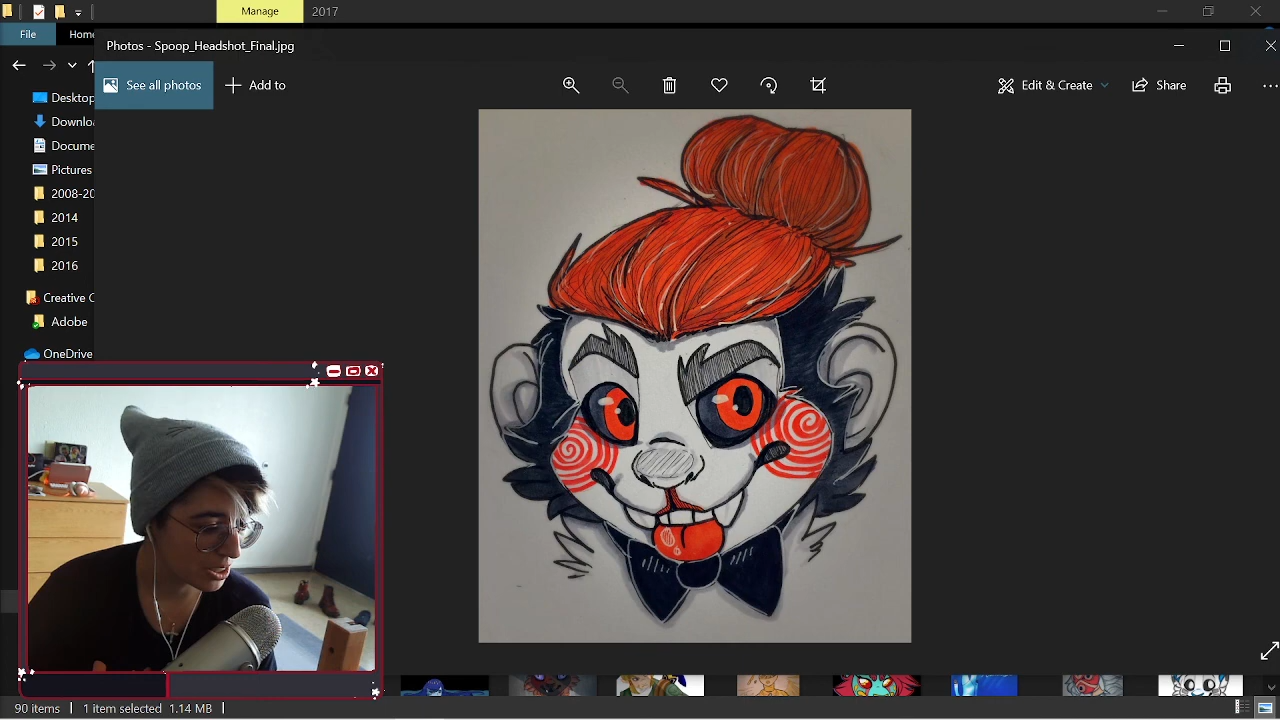 Manage
2017
File
Home
Photos - Spoop_Headshot_Final.jpg
See all photos
Add to
Edit & Create
Share
Desktop
Downlo
Docume
Pictures
2008-20
2014
2015
2016
Creative C
Adobe
OneDrive
90 items
1 item selected 1.14 MB